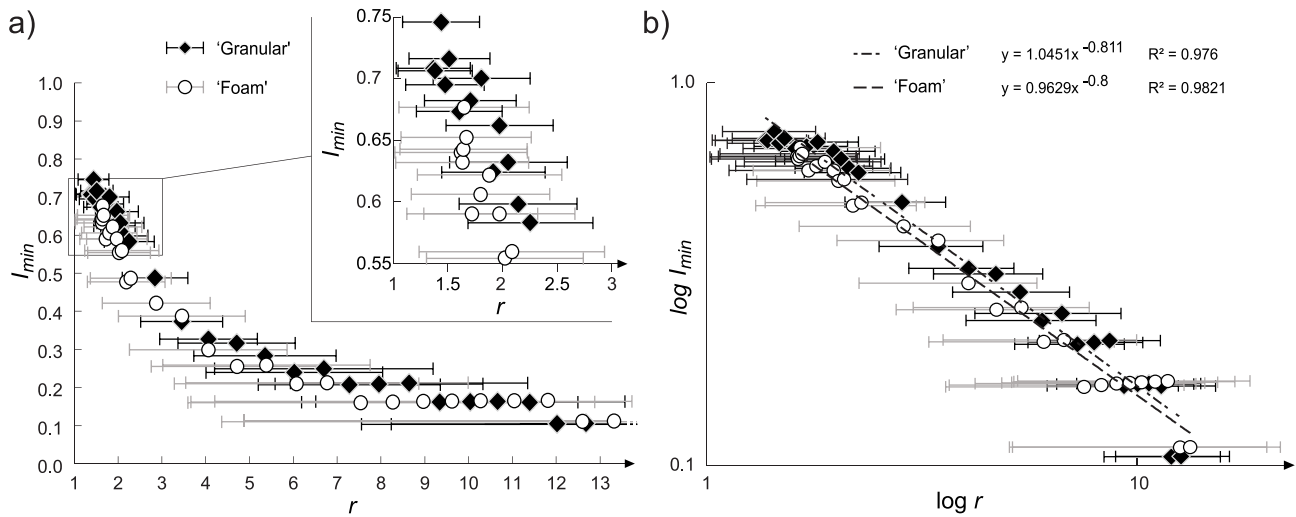 a)
'Granular'
'Foam'
I_min
1.0
0.9
0.8
0.7
0.6
0.5
0.4
0.3
0.2
0.1
0.0
1 2 3 4 5 6 7 8 9 10 11 12 13
r
I_min
0.75
0.7
0.65
0.6
0.55
1 1.5 2 2.5 3
r
b)
'Granular' y = 1.0451x^-0.811 R² = 0.976
'Foam' y = 0.9629x^-0.8 R² = 0.9821
log I_min
1.0
0.1
1 10
log r